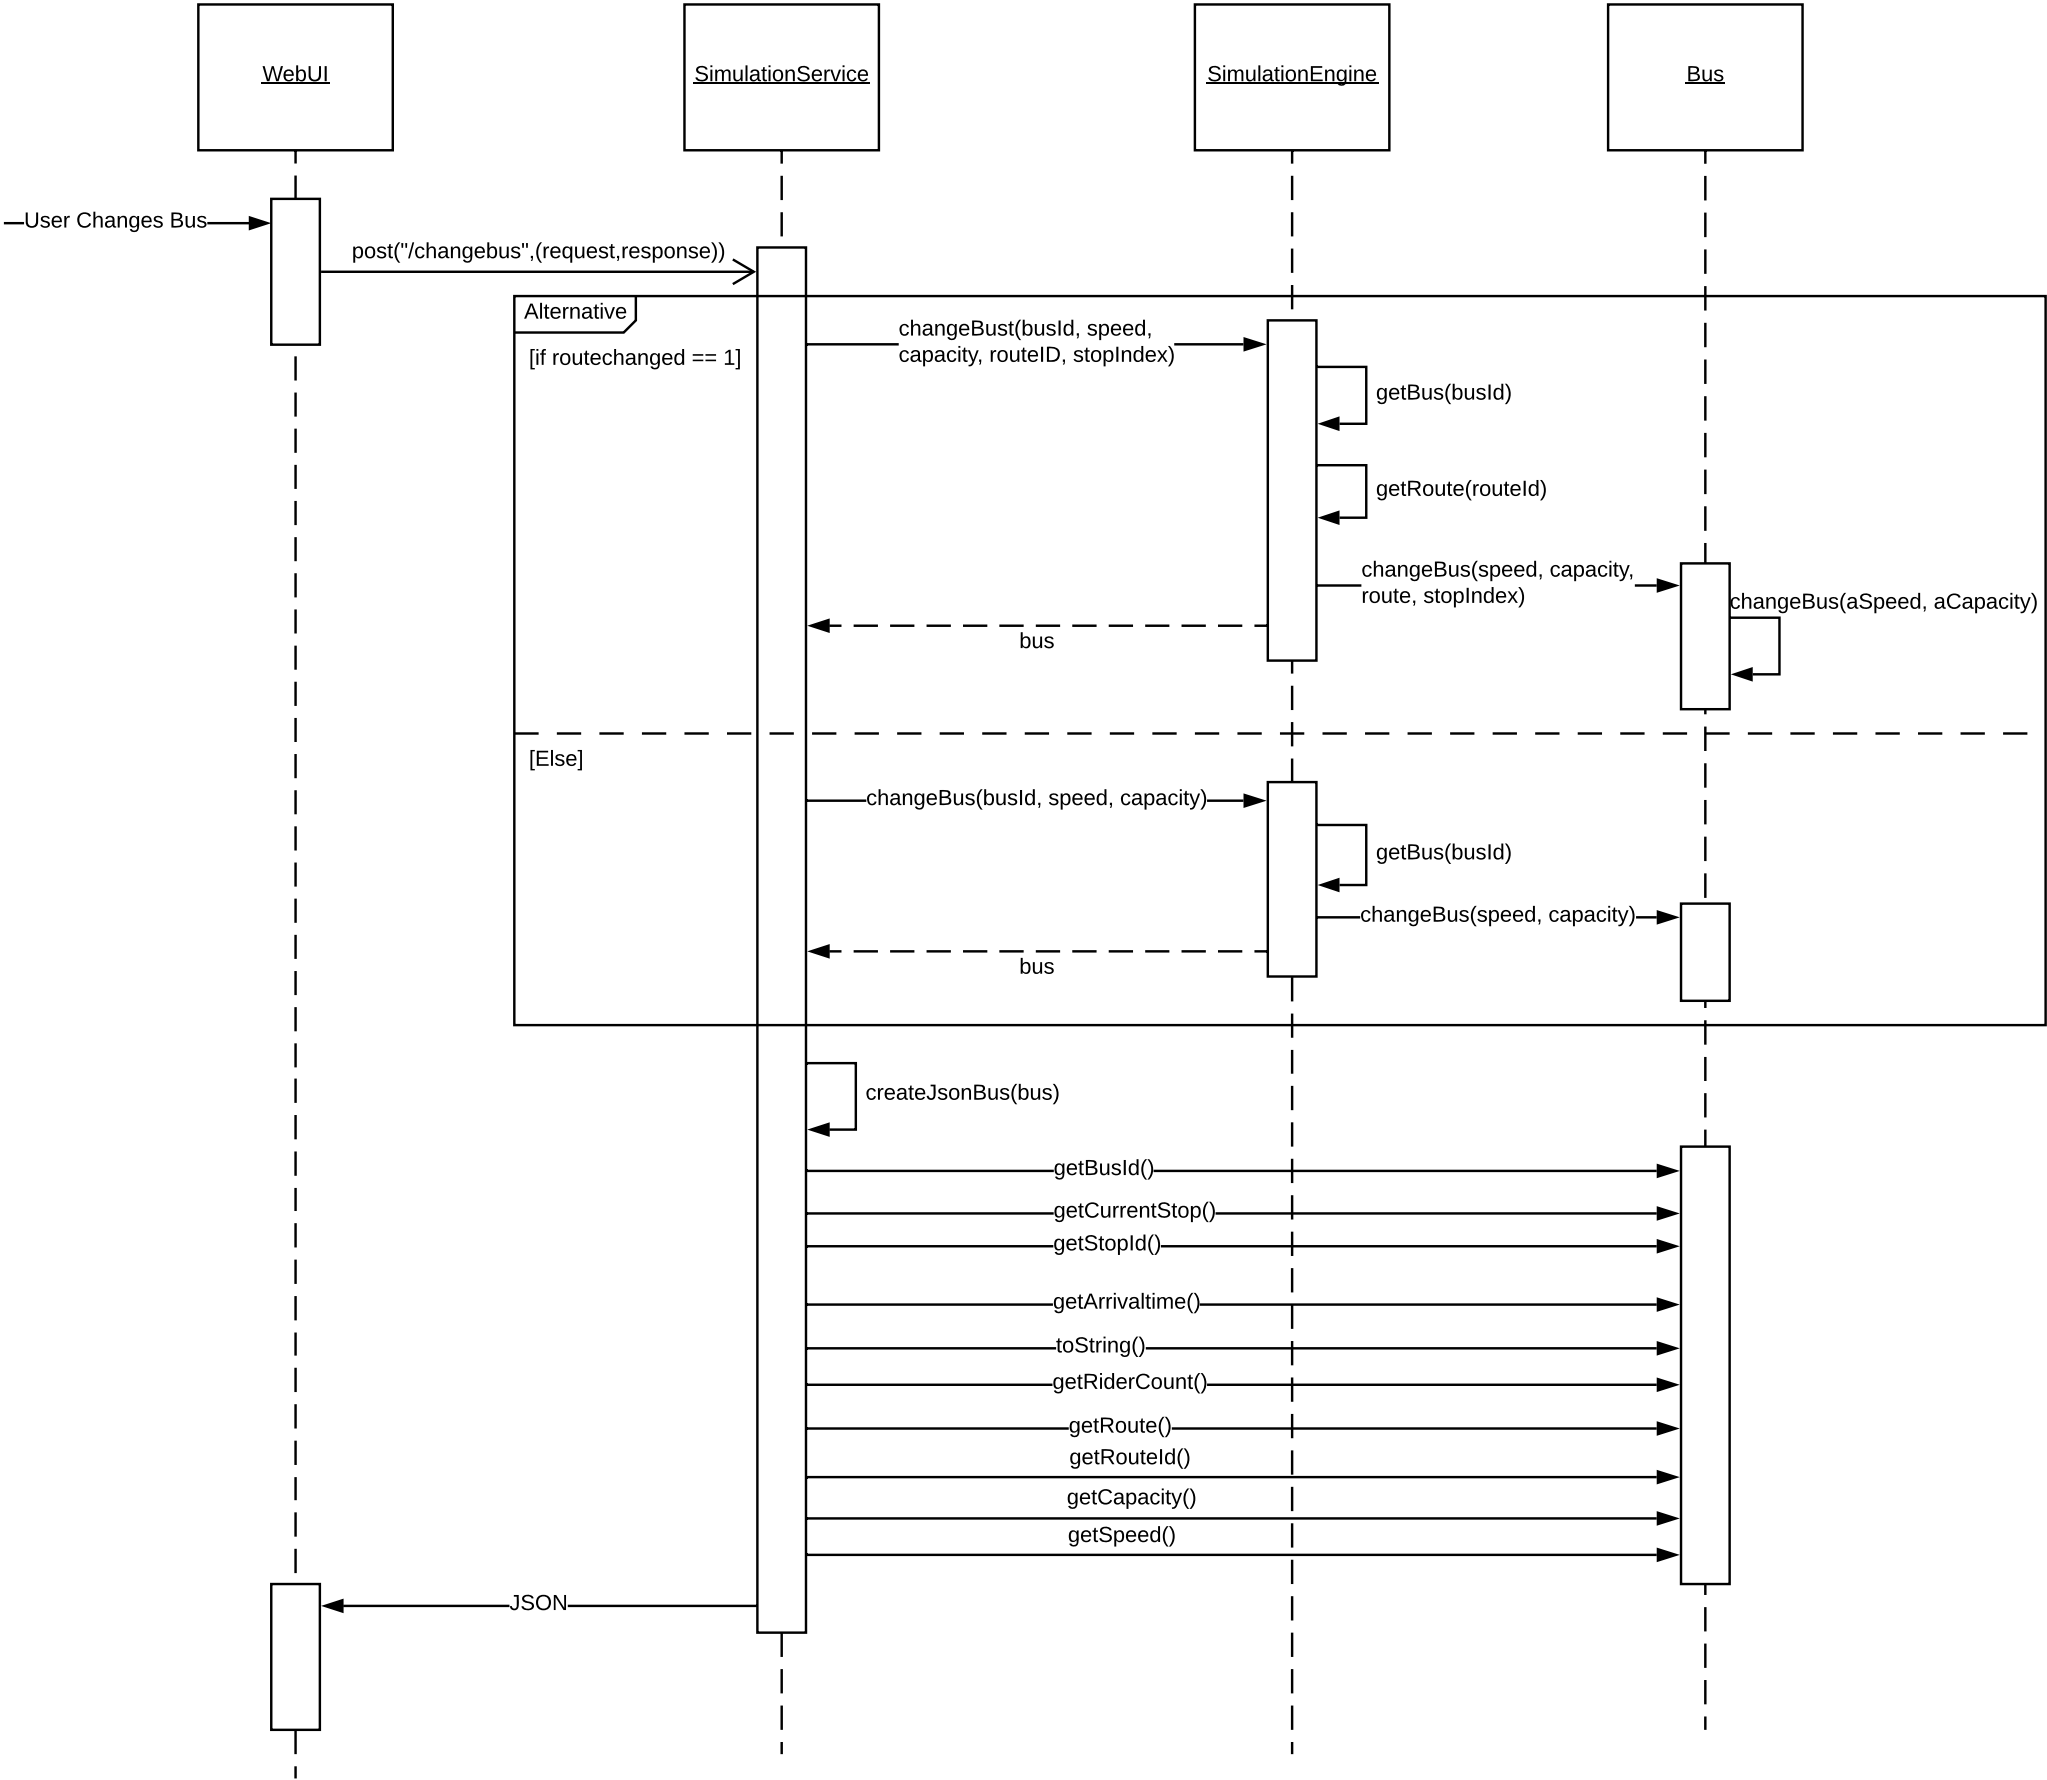 WebUI
SimulationService
SimulationEngine
Bus
User Changes Bus
post("/changebus",(request,response))
Alternative
[if routechanged == 1]
changeBust(busId, speed,
capacity, routeID, stopIndex)
getBus(busId)
getRoute(routeId)
changeBus(speed, capacity,
route, stopIndex)
changeBus(aSpeed, aCapacity)
bus
[Else]
changeBus(busId, speed, capacity)
getBus(busId)
changeBus(speed, capacity)
bus
createJsonBus(bus)
getBusId()
getCurrentStop()
getStopId()
getArrivaltime()
toString()
getRiderCount()
getRoute()
getRouteId()
getCapacity()
getSpeed()
JSON